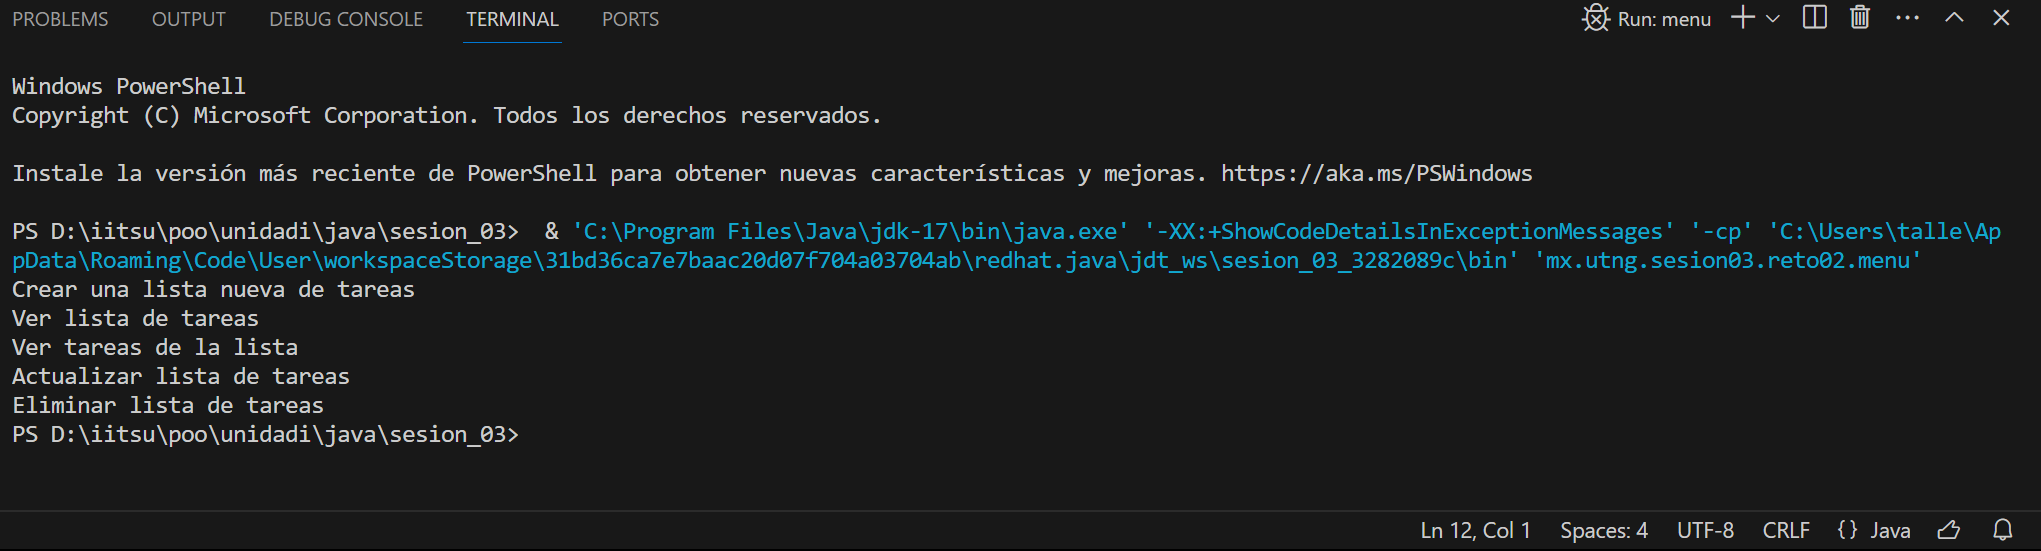 PROBLEMS OUTPUT DEBUG CONSOLE TERMINAL PORTS Run: menu
Windows PowerShell
Copyright (C) Microsoft Corporation. Todos los derechos reservados.
Instale la versión más reciente de PowerShell para obtener nuevas características y mejoras. https://aka.ms/PSWindows
PS D:\iitsu\poo\unidadi\java\sesion_03>  & 'C:\Program Files\Java\jdk-17\bin\java.exe' '-XX:+ShowCodeDetailsInExceptionMessages' '-cp' 'C:\Users\talle\Ap
pData\Roaming\Code\User\workspaceStorage\31bd36ca7e7baac20d07f704a03704ab\redhat.java\jdt_ws\sesion_03_3282089c\bin' 'mx.utng.sesion03.reto02.menu'
Crear una lista nueva de tareas
Ver lista de tareas
Ver tareas de la lista
Actualizar lista de tareas
Eliminar lista de tareas
PS D:\iitsu\poo\unidadi\java\sesion_03>
Ln 12, Col 1 Spaces: 4 UTF-8 CRLF {} Java